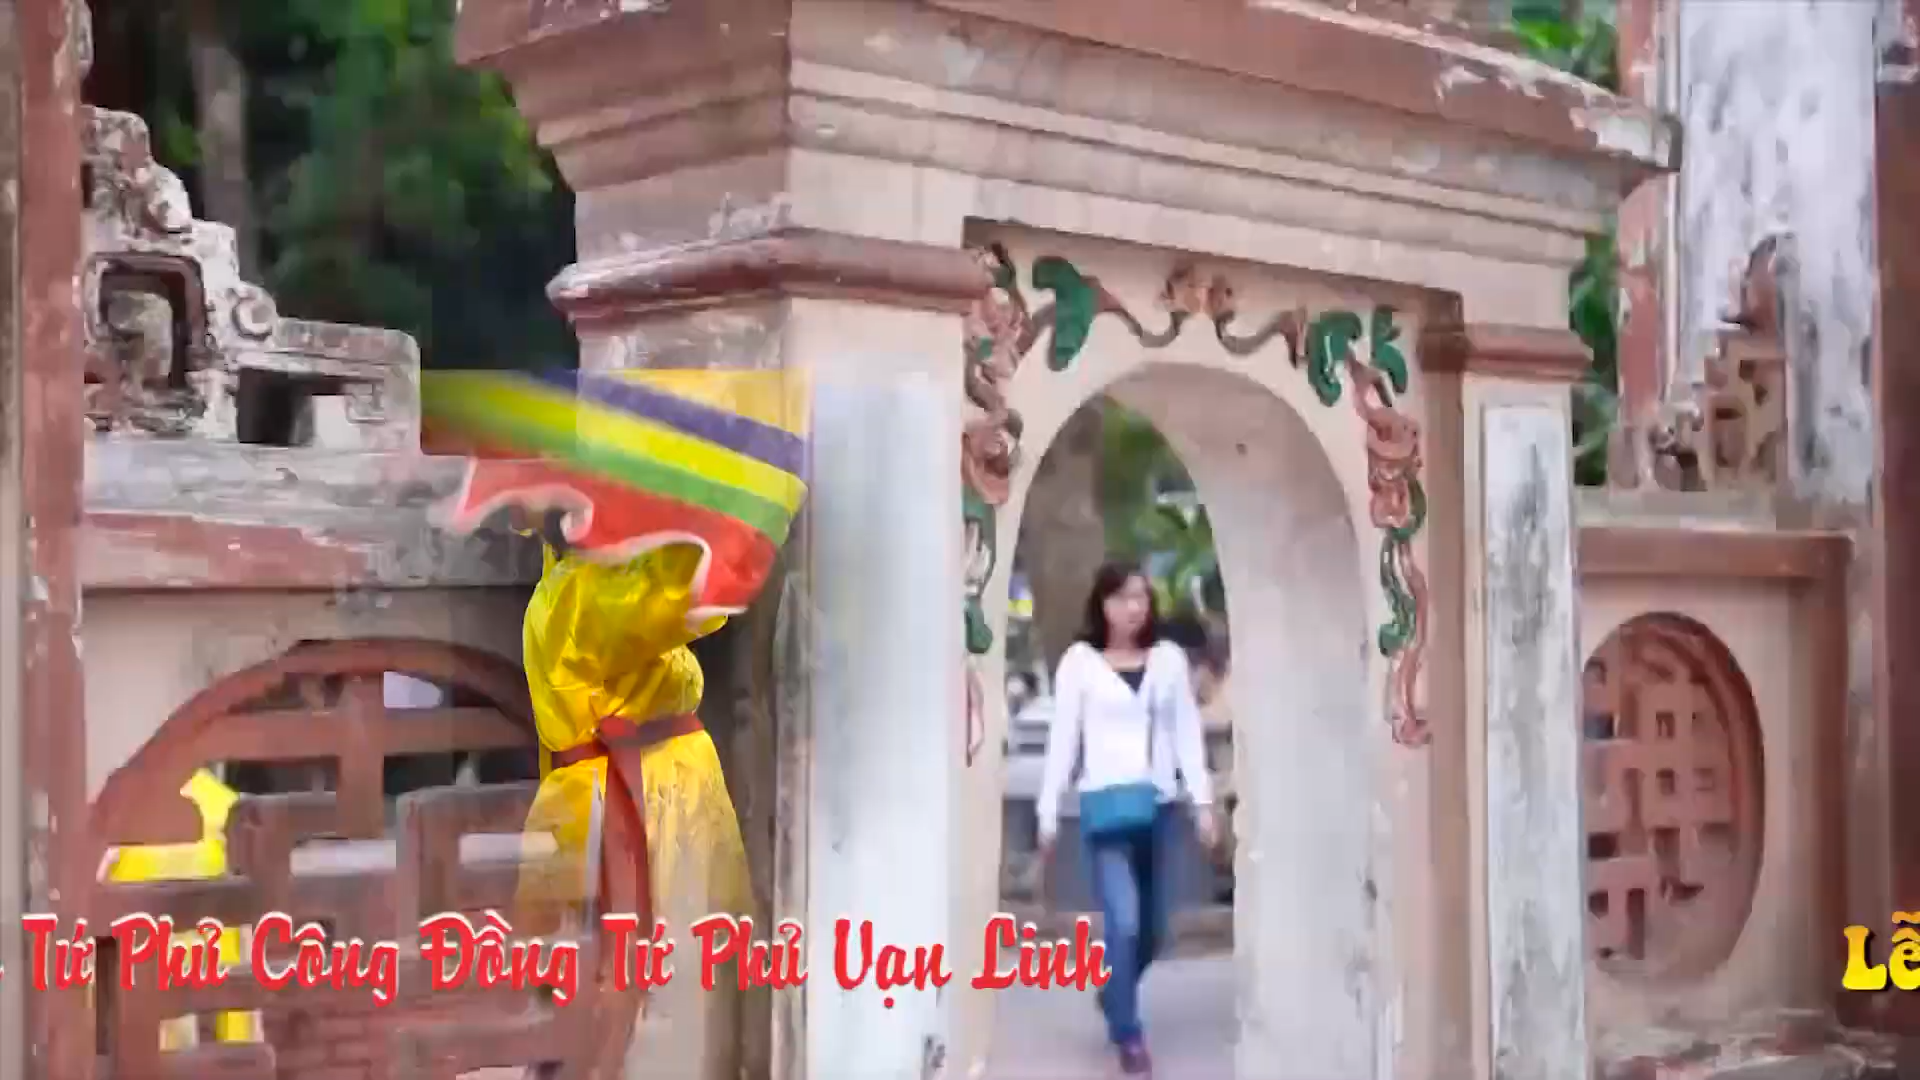 Tứ Phủ Công Đồng Tứ Phủ Vạn Linh
Lễ